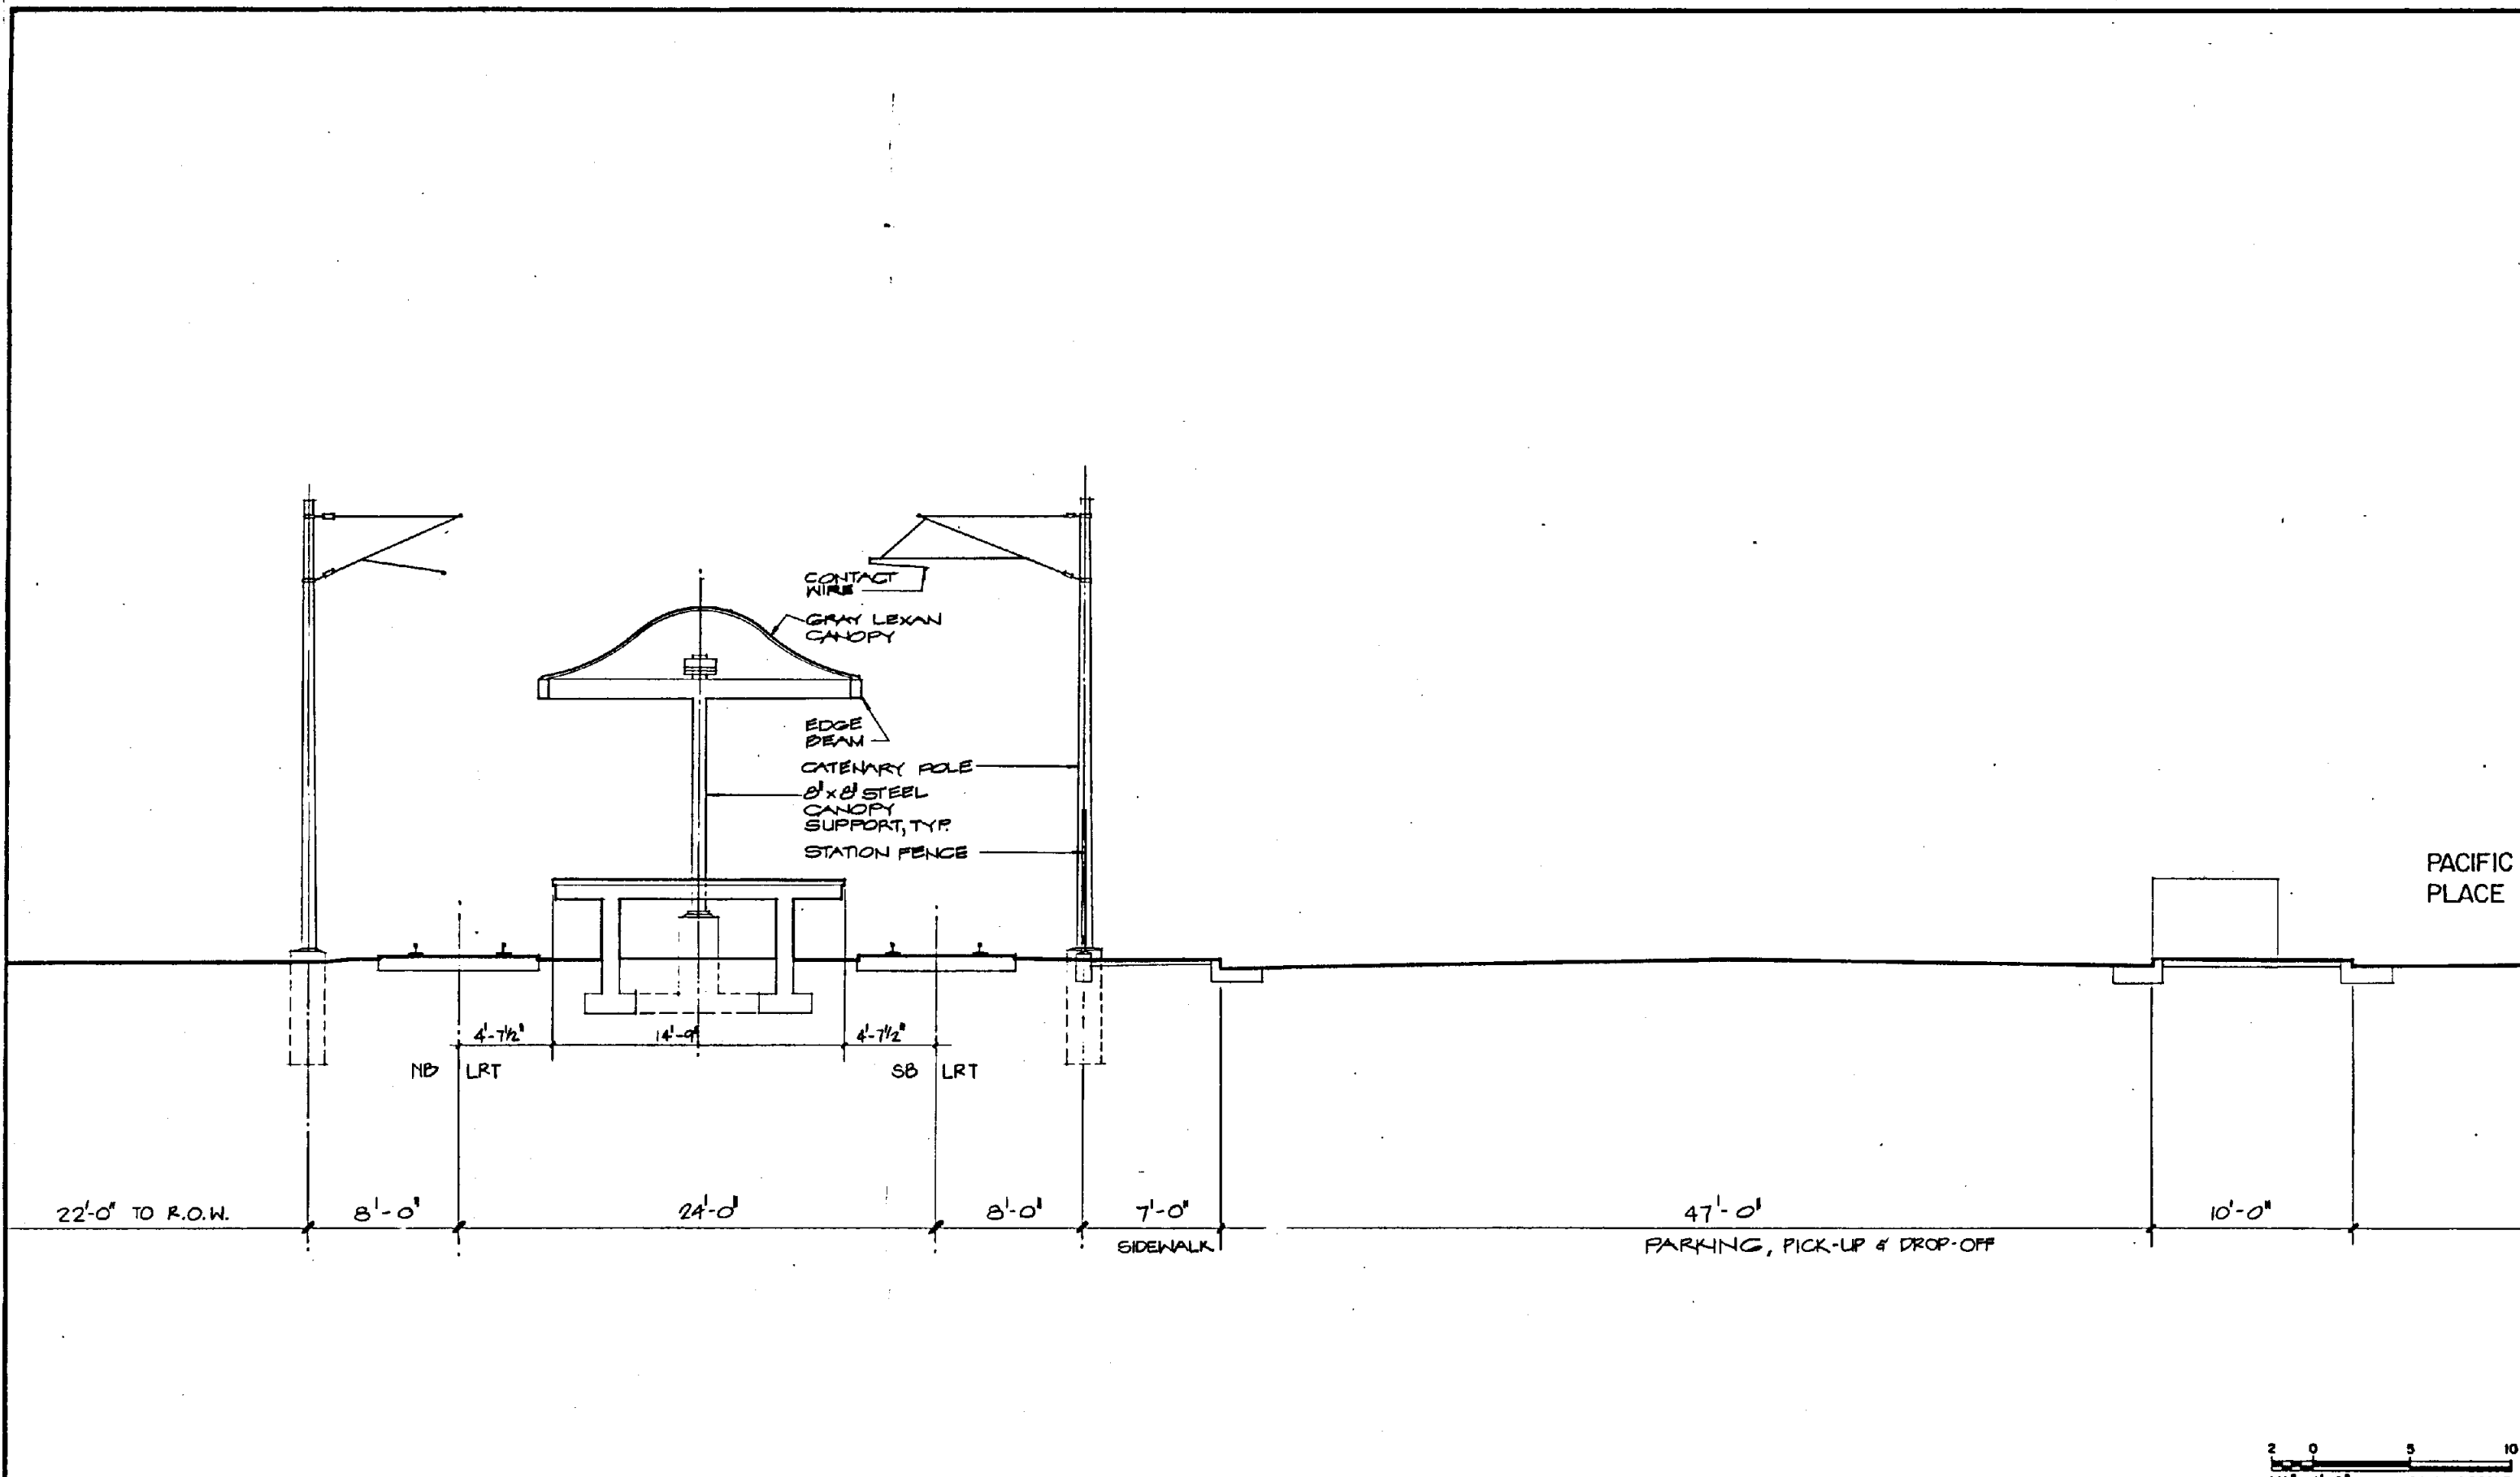 CONTACT
WIRE
GRAY LEXAN
CANOPY
EDGE
BEAM
CATENARY POLE
8"x8" STEEL
CANOPY
SUPPORT, TYP.
STATION FENCE
PACIFIC
PLACE
4'-7½" 14'-9" 4'-7½"
NB LRT SB LRT
22'-0" TO R.O.W. 8'-0" 24'-0" 8'-0" 7'-0" 47'-0" 10'-0"
SIDEWALK PARKING, PICK-UP & DROP-OFF
2 0 5 10